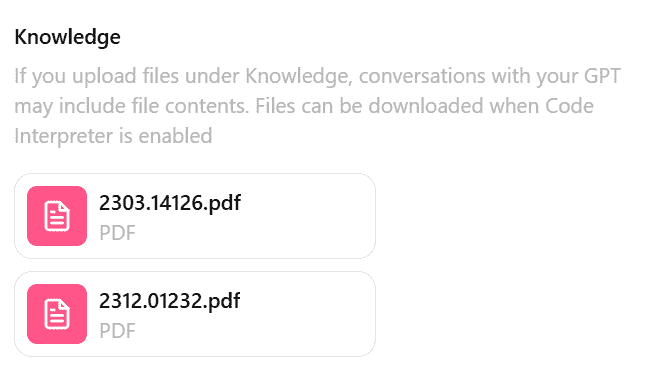 Knowledge
If you upload files under Knowledge, conversations with your GPT
may include file contents. Files can be downloaded when Code
Interpreter is enabled
2303.14126.pdf
PDF
2312.01232.pdf
PDF